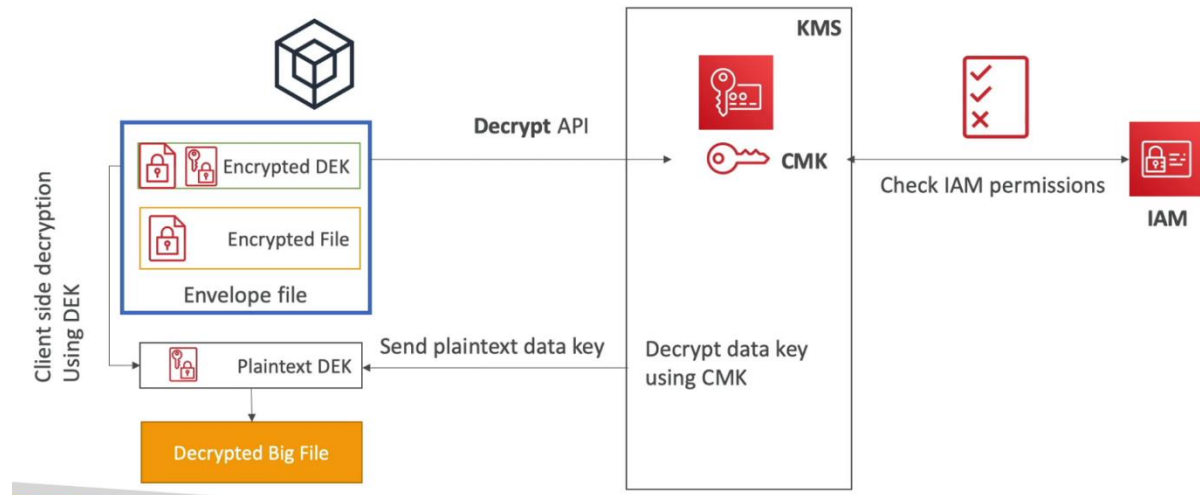 KMS
Decrypt API
Encrypted DEK
CMK
Check IAM permissions
IAM
Encrypted File
Envelope file
Client side decryption
Using DEK
Send plaintext data key
Decrypt data key
using CMK
Plaintext DEK
Decrypted Big File